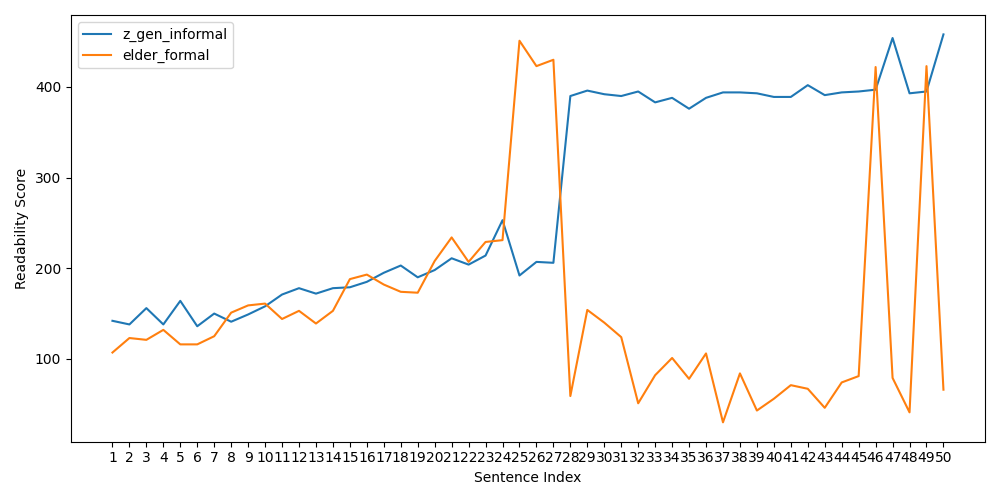 z_gen_informal
elder_formal
Readability Score
400
300
200
100
1 2 3 4 5 6 7 8 9 10 11 12 13 14 15 16 17 18 19 20 21 22 23 24 25 26 27 28 29 30 31 32 33 34 35 36 37 38 39 40 41 42 43 44 45 46 47 48 49 50
Sentence Index